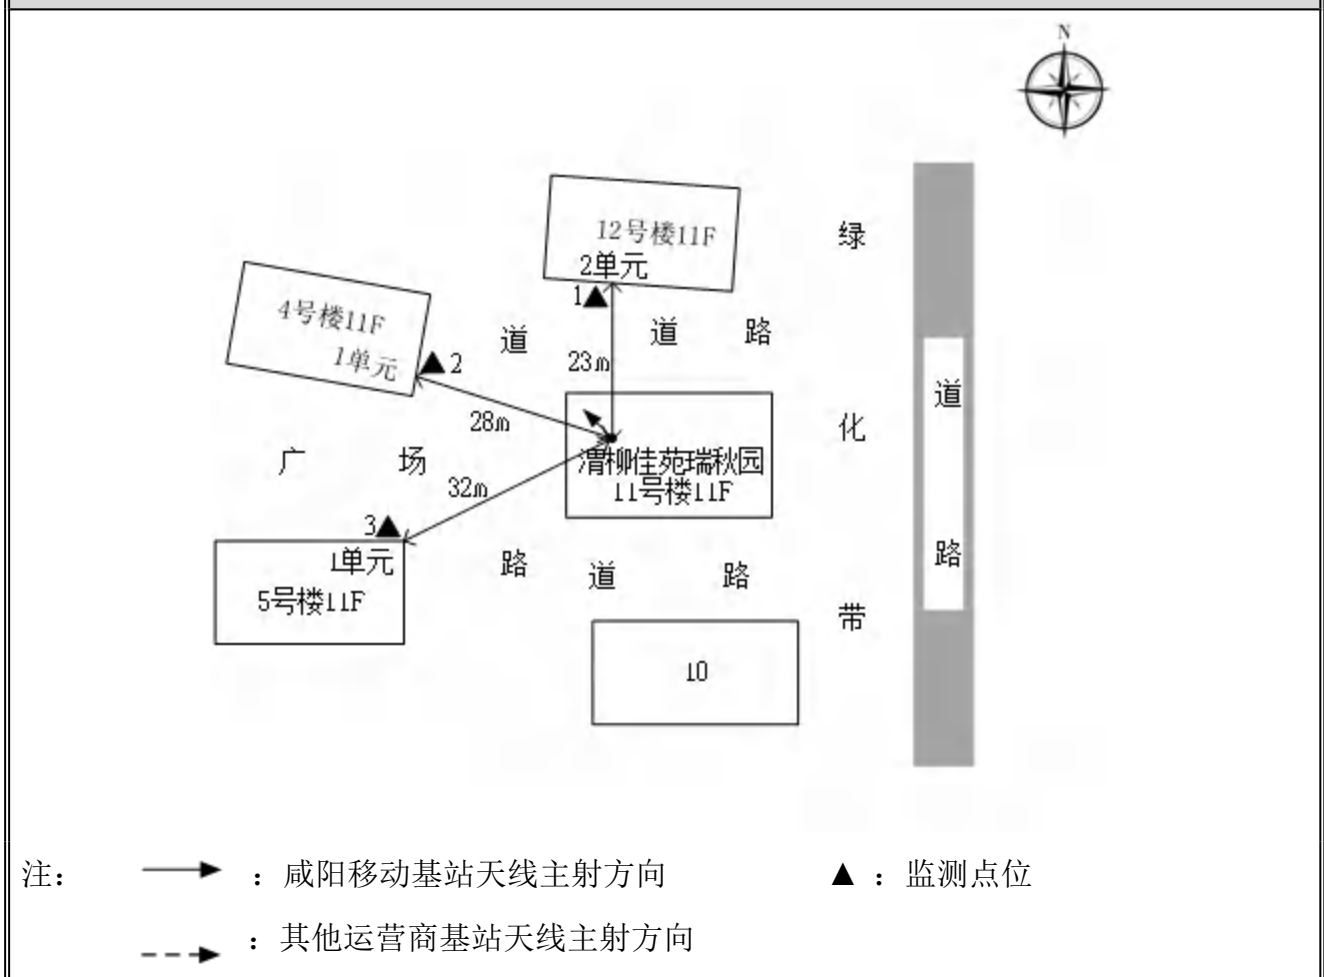 N
12号楼11F
2单元
1▲
绿
4号楼11F
1单元
▲2
道 道 路
23m
28m
道
化
广 场
渭柳佳苑瑞秋园
11号楼11F
32m
3▲
1单元
5号楼11F
路 道 路
路
带
10
注： ：咸阳移动基站天线主射方向 ▲：监测点位
：其他运营商基站天线主射方向